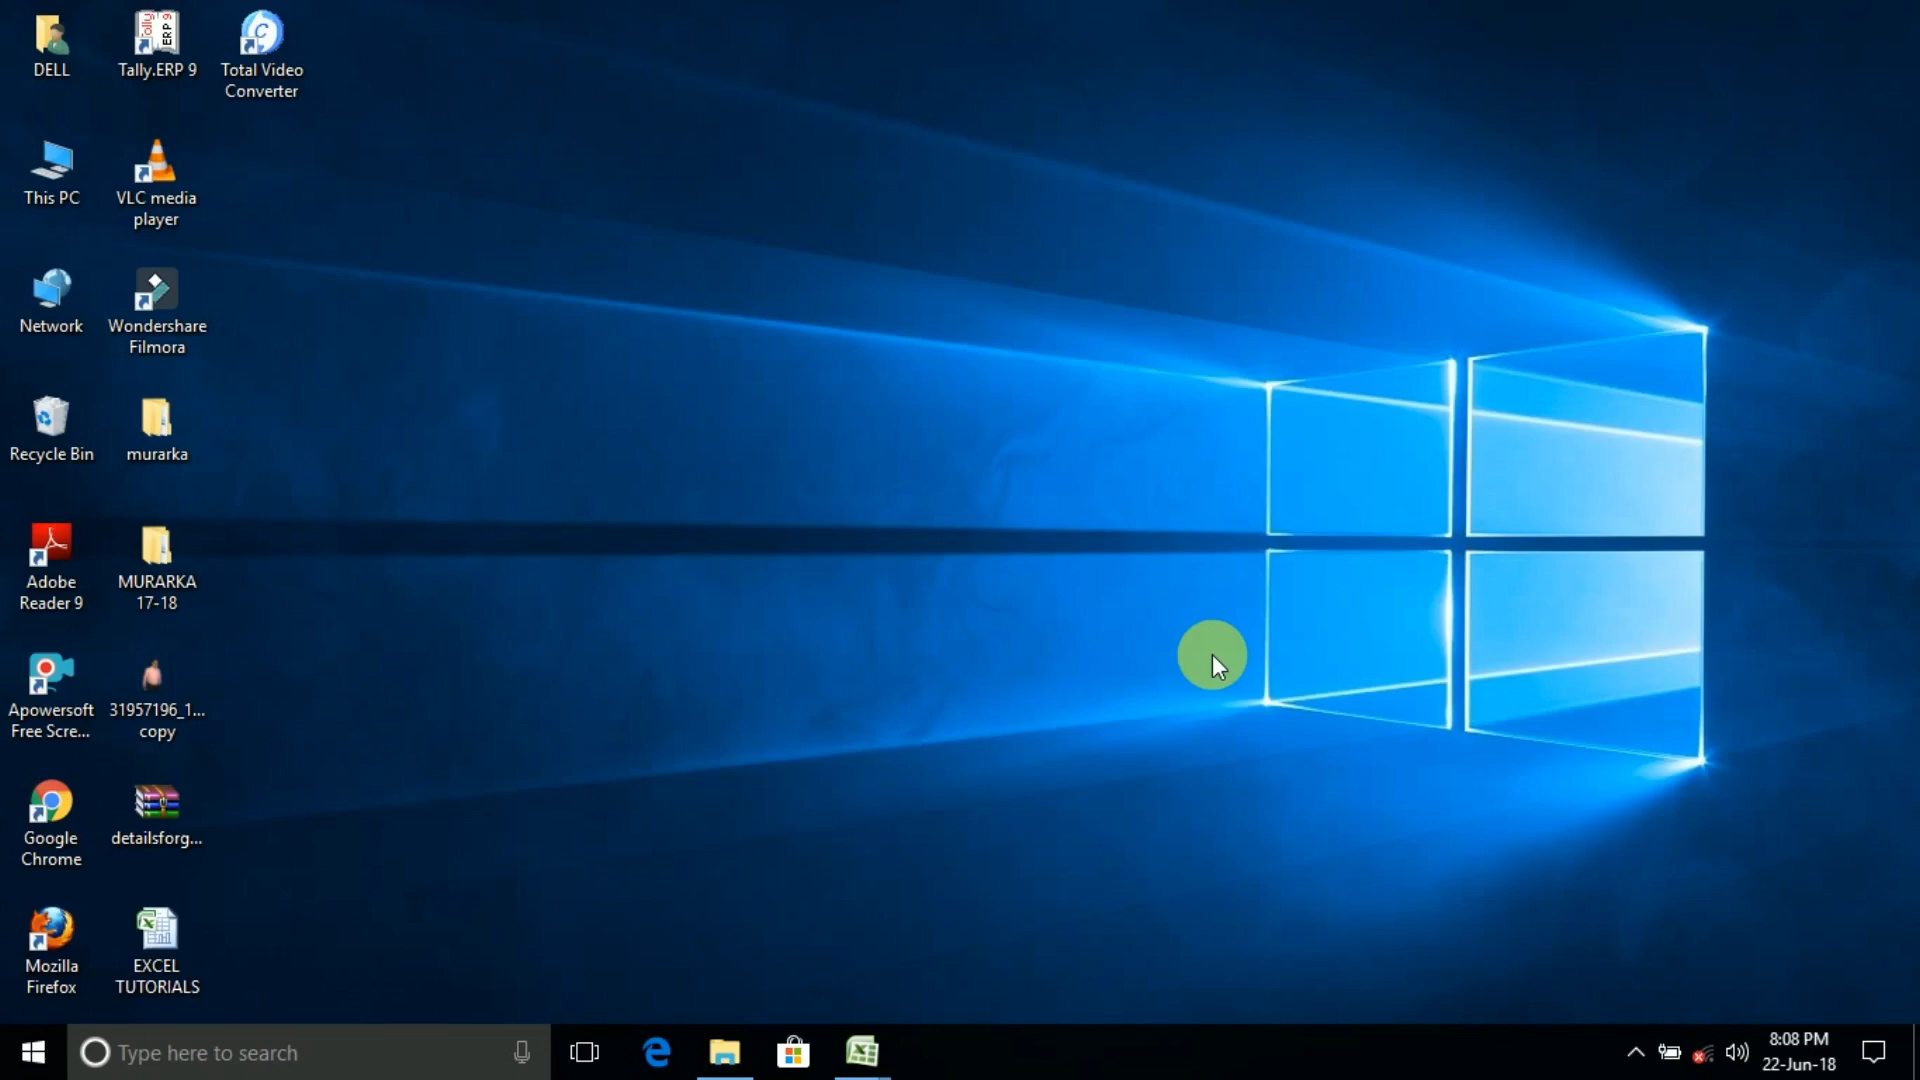 DELL
Tally.ERP 9
Total Video
Converter
This PC
VLC media
player
Network
Wondershare
Filmora
Recycle Bin
murarka
Adobe
Reader 9
MURARKA
17-18
Apowersoft
Free Scre...
31957196_1...
copy
Google
Chrome
detailsforg...
Mozilla
Firefox
EXCEL
TUTORIALS
Type here to search
8:08 PM
22-Jun-18